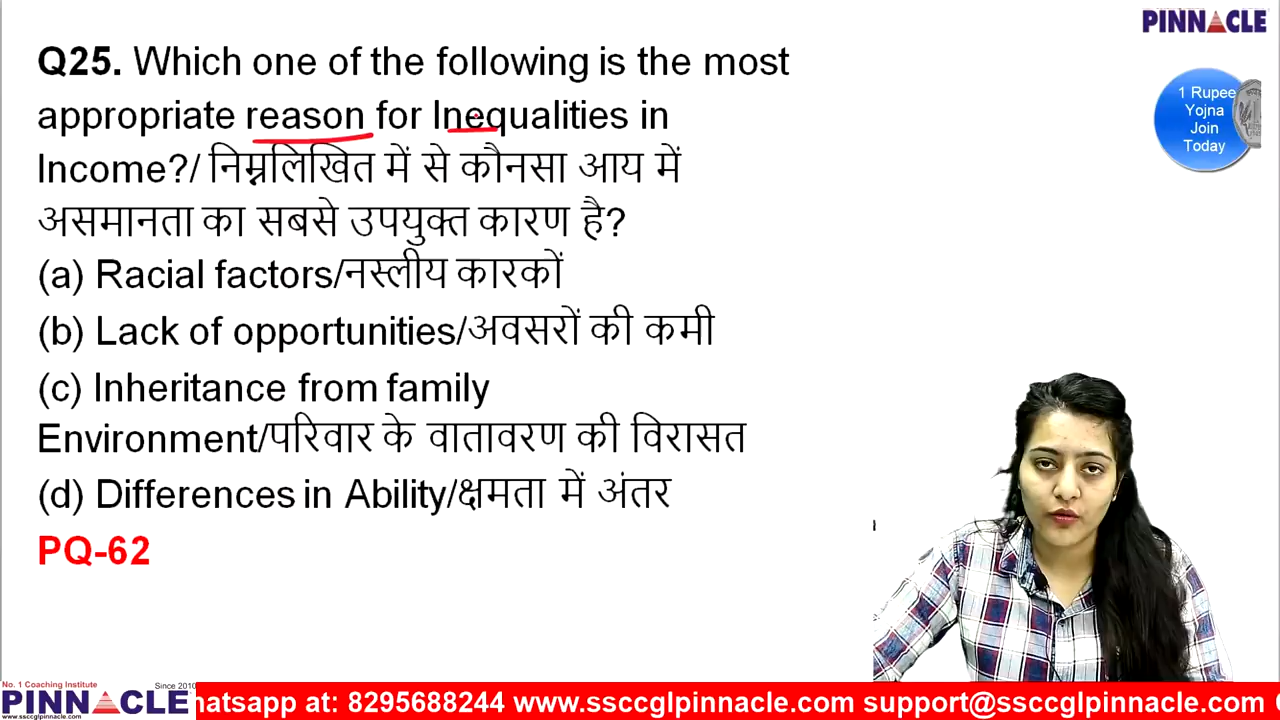 PINNACLE
Q25. Which one of the following is the most
appropriate reason for Inequalities in
Income?/ निम्नलिखित में से कौनसा आय में
असमानता का सबसे उपयुक्त कारण है?
(a) Racial factors/नस्लीय कारकों
(b) Lack of opportunities/अवसरों की कमी
(c) Inheritance from family
Environment/परिवार के वातावरण की विरासत
(d) Differences in Ability/क्षमता में अंतर
PQ-62
1 Rupee
Yojna
Join
Today
No. 1 Coaching Institute Since 2010
PINNACLE
www.ssccglpinnacle.com
hatsapp at: 8295688244 www.ssccglpinnacle.com support@ssccglpinnacle.com